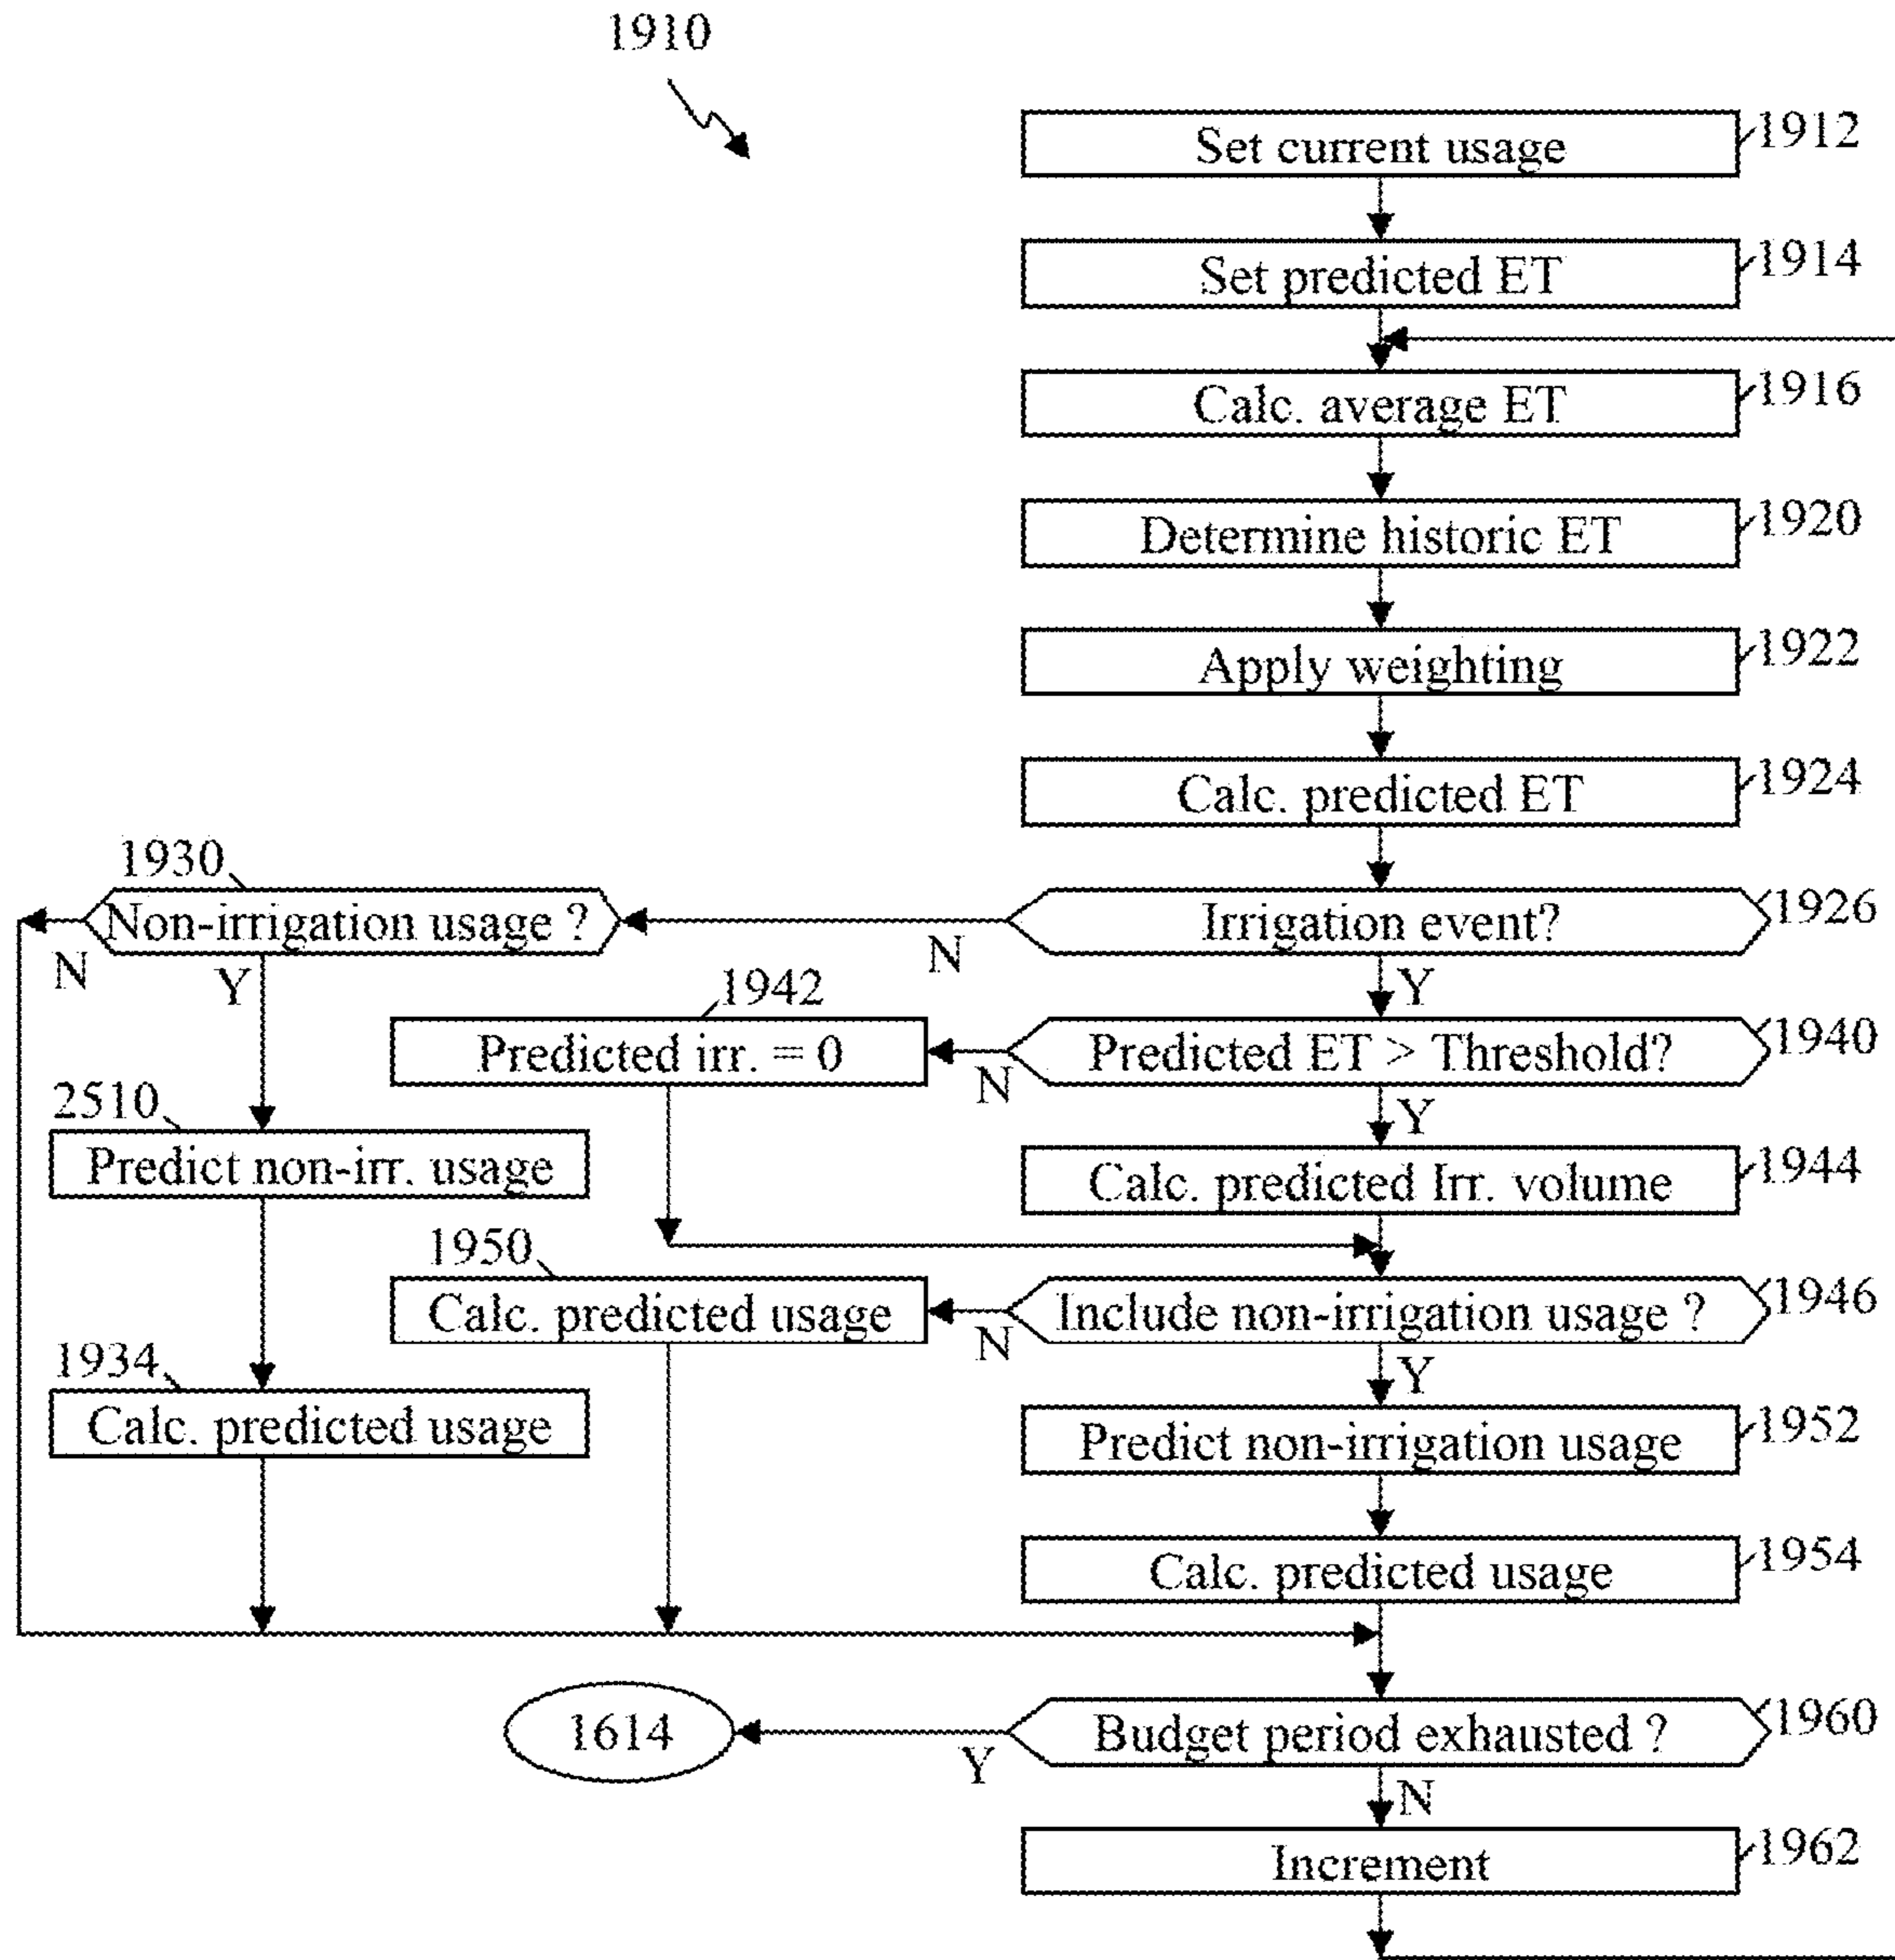 1910
Set current usage
1912
Set predicted ET
1914
Calc. average ET
1916
Determine historic ET
1920
Apply weighting
1922
Calc. predicted ET
1924
1930
Non-irrigation usage ?
Irrigation event?
1926
N
Y
N
Y
1942
Predicted irr. = 0
Predicted ET > Threshold?
1940
N
Y
2510
Predict non-irr. usage
Calc. predicted Irr. volume
1944
1950
Calc. predicted usage
Include non-irrigation usage ?
1946
N
Y
1934
Calc. predicted usage
Predict non-irrigation usage
1952
Calc. predicted usage
1954
1614
Budget period exhausted ?
1960
Y
N
Increment
1962